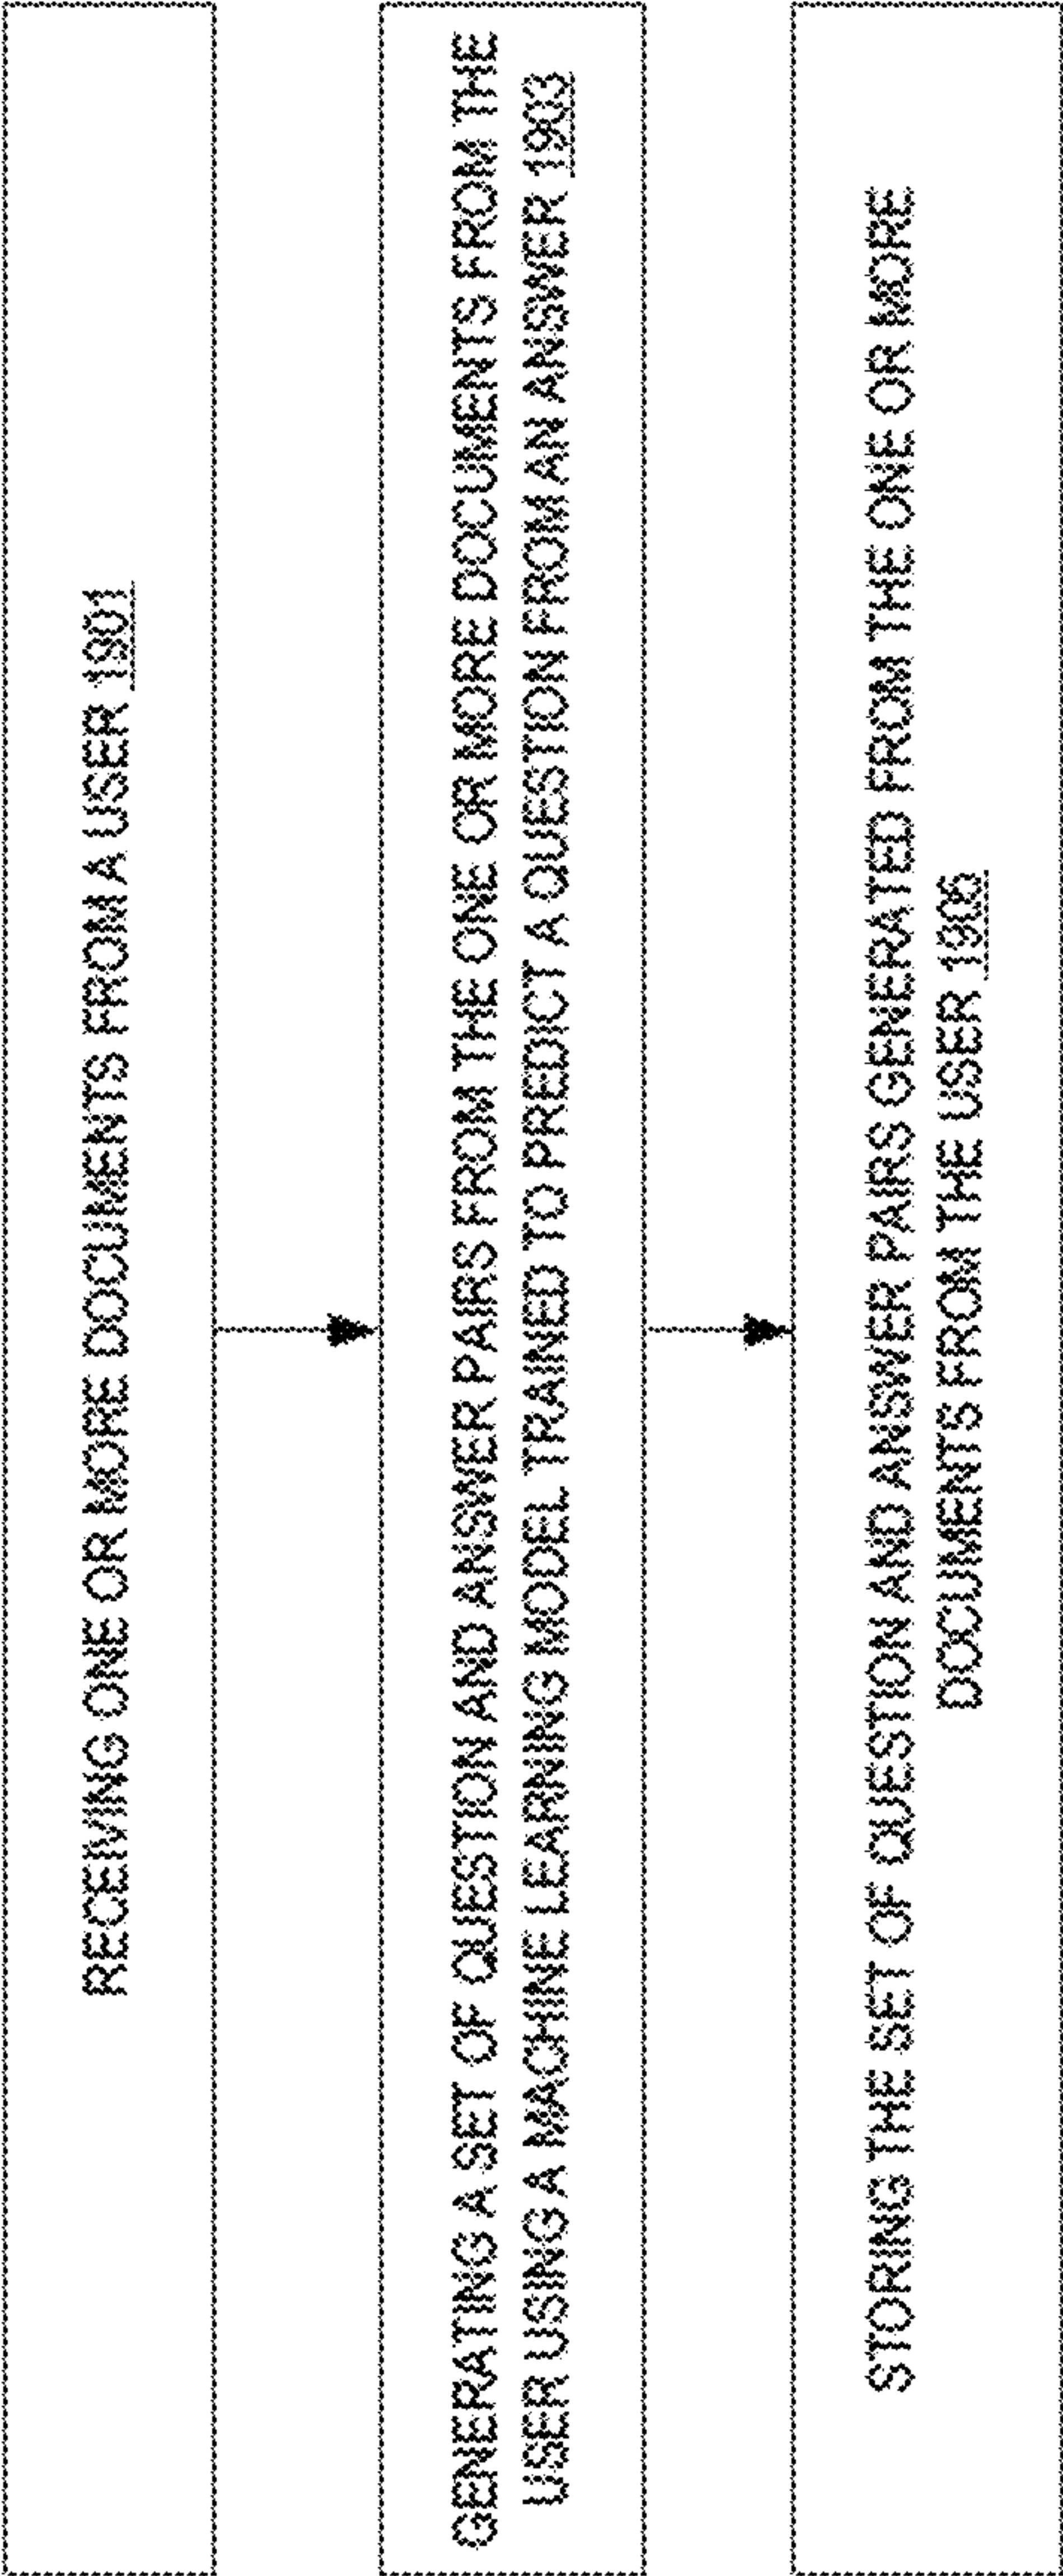 RECEIVING ONE OR MORE DOCUMENTS FROM A USER 1901
GENERATING A SET OF QUESTION AND ANSWER PAIRS FROM THE ONE OR MORE DOCUMENTS FROM THE
USER USING A MACHINE LEARNING MODEL TRAINED TO PREDICT A QUESTION FROM AN ANSWER 1903
STORING THE SET OF QUESTION AND ANSWER PAIRS GENERATED FROM THE ONE OR MORE
DOCUMENTS FROM THE USER 1905